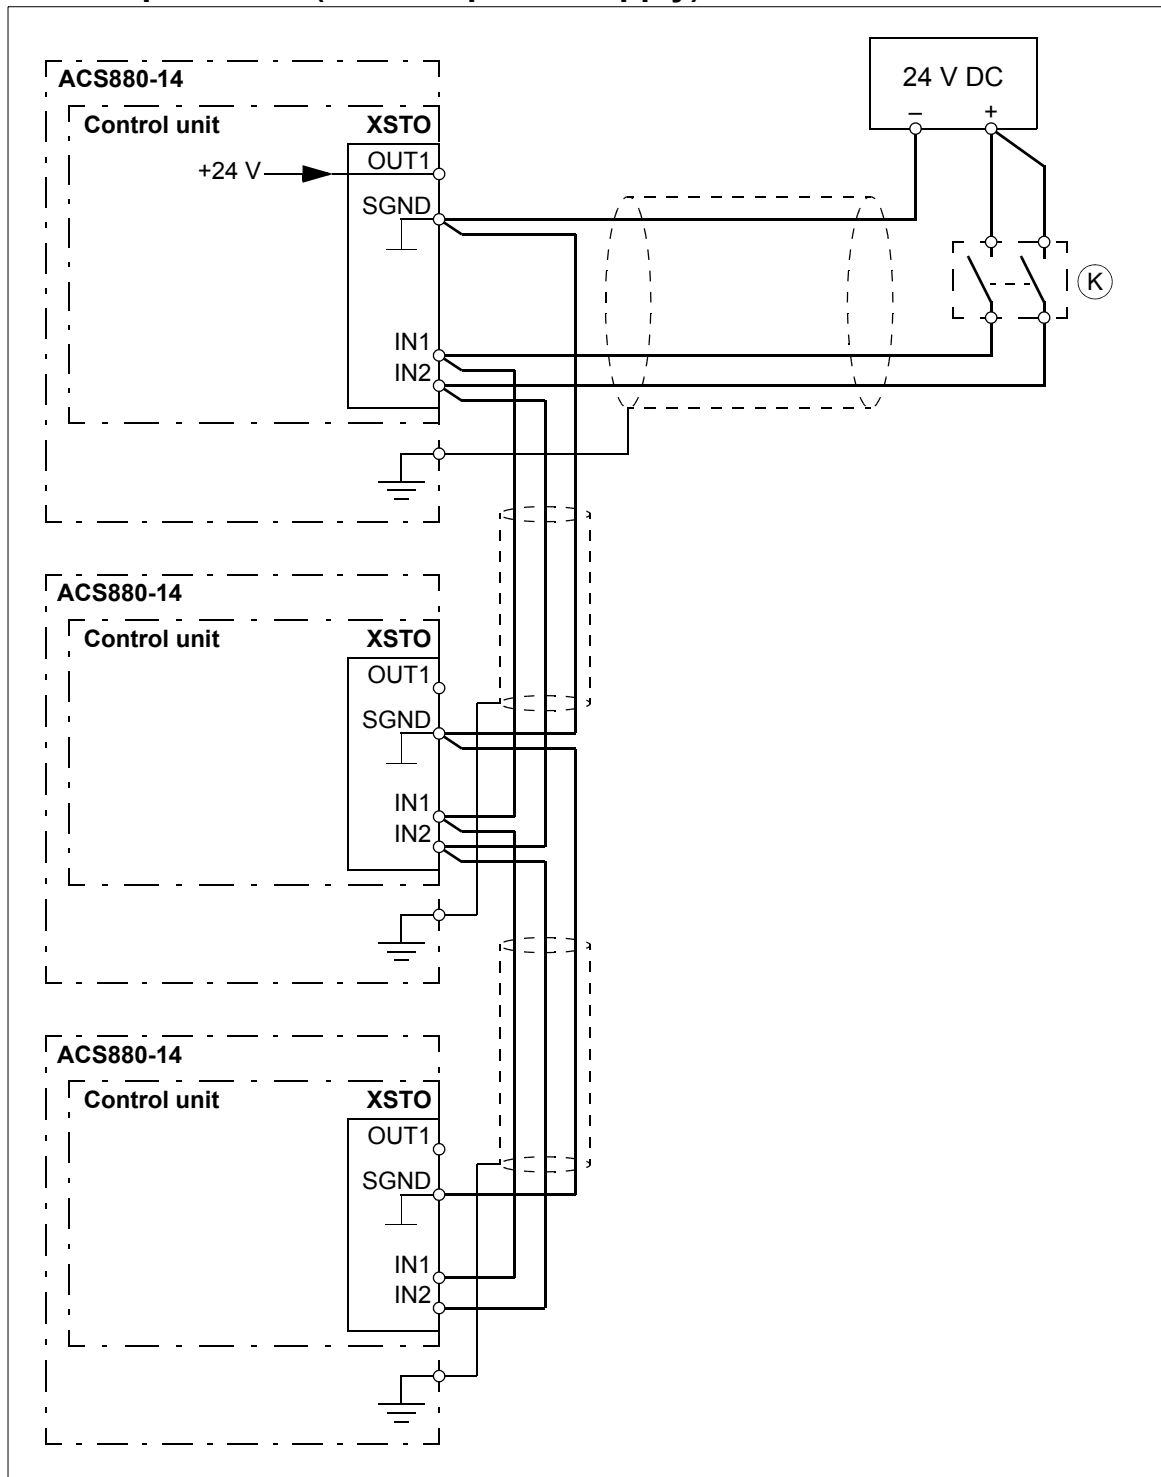 24 V DC
– +
K
ACS880-14
Control unit XSTO
OUT1
+24 V
SGND
IN1
IN2
ACS880-14
Control unit XSTO
OUT1
SGND
IN1
IN2
ACS880-14
Control unit XSTO
OUT1
SGND
IN1
IN2